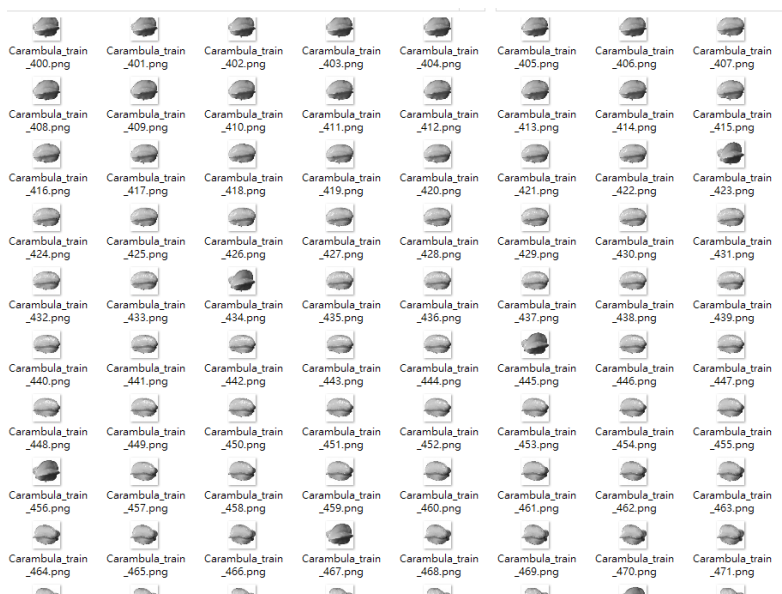 Carambula_train Carambula_train Carambula_train Carambula_train Carambula_train Carambula_train Carambula_train Carambula_train
_400.png _401.png _402.png _403.png _404.png _405.png _406.png _407.png
Carambula_train Carambula_train Carambula_train Carambula_train Carambula_train Carambula_train Carambula_train Carambula_train
_408.png _409.png _410.png _411.png _412.png _413.png _414.png _415.png
Carambula_train Carambula_train Carambula_train Carambula_train Carambula_train Carambula_train Carambula_train Carambula_train
_416.png _417.png _418.png _419.png _420.png _421.png _422.png _423.png
Carambula_train Carambula_train Carambula_train Carambula_train Carambula_train Carambula_train Carambula_train Carambula_train
_424.png _425.png _426.png _427.png _428.png _429.png _430.png _431.png
Carambula_train Carambula_train Carambula_train Carambula_train Carambula_train Carambula_train Carambula_train Carambula_train
_432.png _433.png _434.png _435.png _436.png _437.png _438.png _439.png
Carambula_train Carambula_train Carambula_train Carambula_train Carambula_train Carambula_train Carambula_train Carambula_train
_440.png _441.png _442.png _443.png _444.png _445.png _446.png _447.png
Carambula_train Carambula_train Carambula_train Carambula_train Carambula_train Carambula_train Carambula_train Carambula_train
_448.png _449.png _450.png _451.png _452.png _453.png _454.png _455.png
Carambula_train Carambula_train Carambula_train Carambula_train Carambula_train Carambula_train Carambula_train Carambula_train
_456.png _457.png _458.png _459.png _460.png _461.png _462.png _463.png
Carambula_train Carambula_train Carambula_train Carambula_train Carambula_train Carambula_train Carambula_train Carambula_train
_464.png _465.png _466.png _467.png _468.png _469.png _470.png _471.png